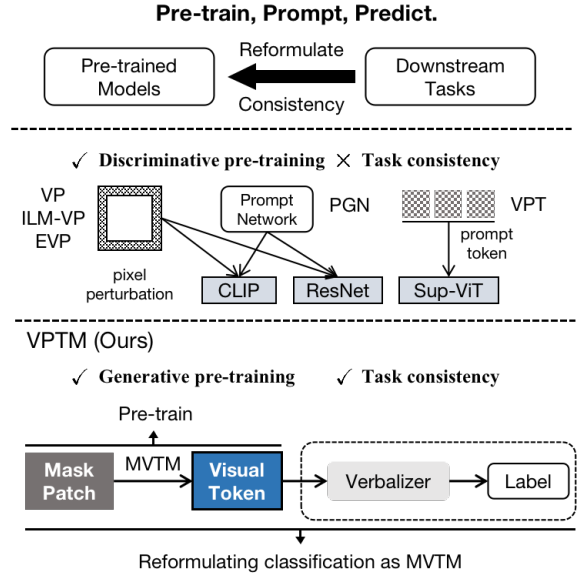 Pre-train, Prompt, Predict.
Pre-trained
Models
Reformulate
Consistency
Downstream
Tasks
✓ Discriminative pre-training × Task consistency
VP
ILM-VP
EVP
pixel
perturbation
Prompt
Network
PGN
VPT
prompt
token
CLIP
ResNet
Sup-ViT
VPTM (Ours)
✓ Generative pre-training ✓ Task consistency
Pre-train
Mask
Patch
MVTM
Visual
Token
Verbalizer
Label
Reformulating classification as MVTM